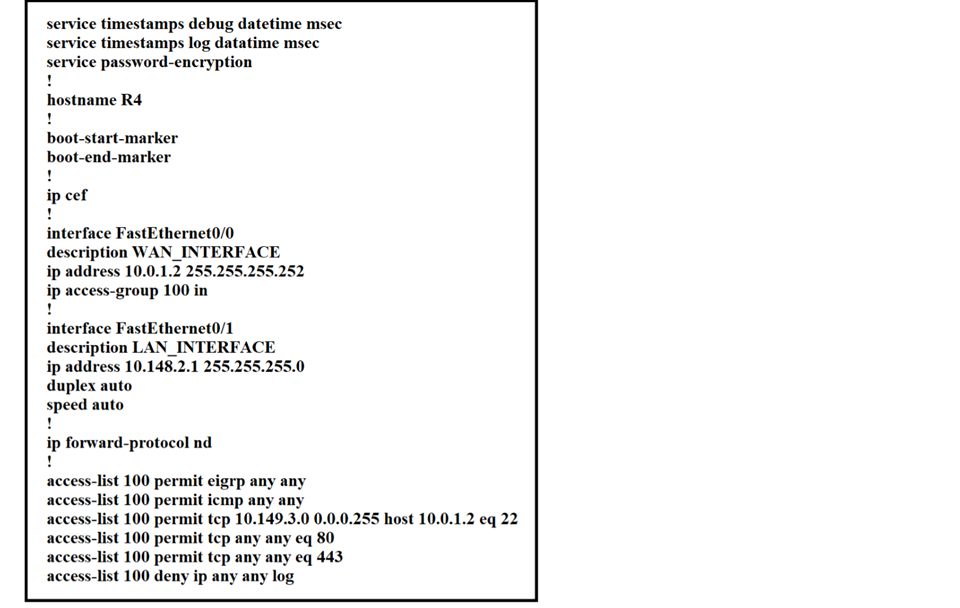 service timestamps debug datetime msec
service timestamps log datatime msec
service password-encryption
!
hostname R4
!
boot-start-marker
boot-end-marker
!
ip cef
!
interface FastEthernet0/0
description WAN_INTERFACE
ip address 10.0.1.2 255.255.255.252
ip access-group 100 in
!
interface FastEthernet0/1
description LAN_INTERFACE
ip address 10.148.2.1 255.255.255.0
duplex auto
speed auto
!
ip forward-protocol nd
!
access-list 100 permit eigrp any any
access-list 100 permit icmp any any
access-list 100 permit tcp 10.149.3.0 0.0.0.255 host 10.0.1.2 eq 22
access-list 100 permit tcp any any eq 80
access-list 100 permit tcp any any eq 443
access-list 100 deny ip any any log